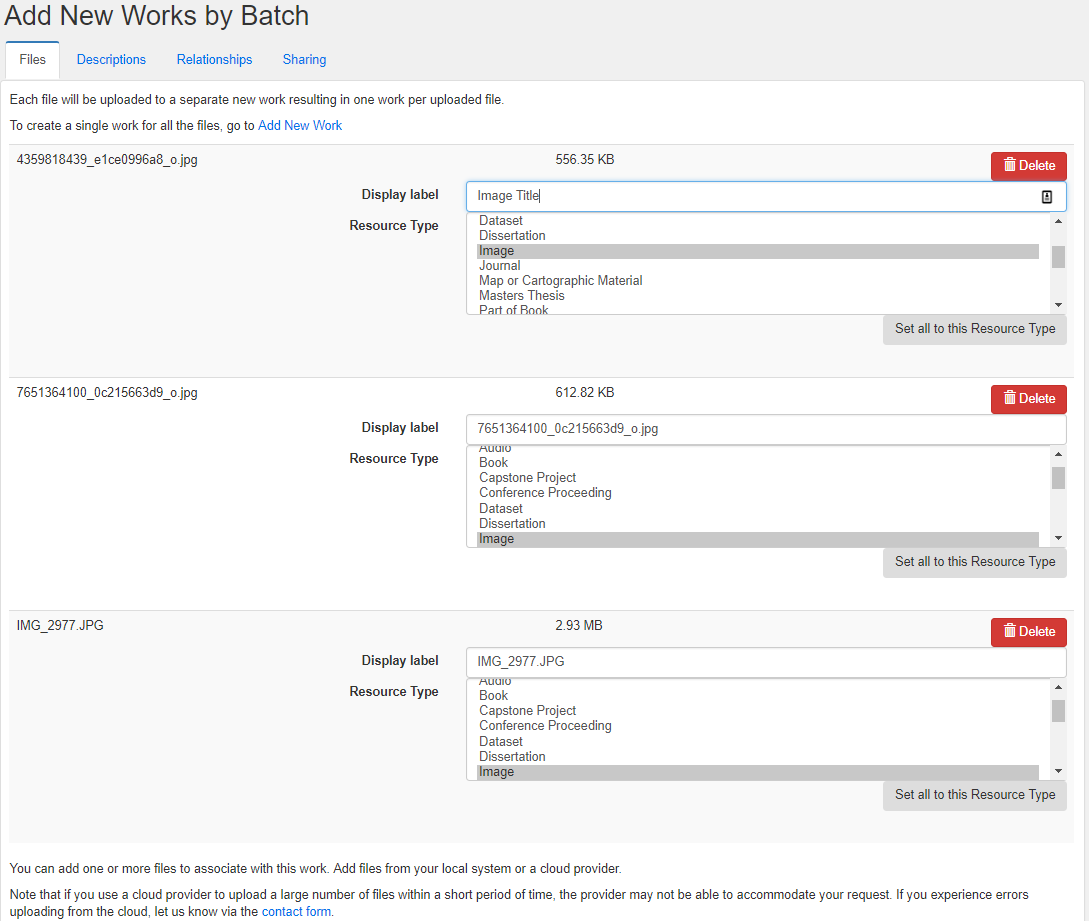 Add New Works by Batch
Files Descriptions Relationships Sharing
Each file will be uploaded to a separate new work resulting in one work per uploaded file.
To create a single work for all the files, go to Add New Work
4359818439_e1ce0996a8_o.jpg 556.35 KB Delete
Display label Image Title
Resource Type
Dataset
Dissertation
Image
Journal
Map or Cartographic Material
Masters Thesis
Part of Book
Set all to this Resource Type
7651364100_0c215663d9_o.jpg 612.82 KB Delete
Display label 7651364100_0c215663d9_o.jpg
Resource Type
Audio
Book
Capstone Project
Conference Proceeding
Dataset
Dissertation
Image
Set all to this Resource Type
IMG_2977.JPG 2.93 MB Delete
Display label IMG_2977.JPG
Resource Type
Audio
Book
Capstone Project
Conference Proceeding
Dataset
Dissertation
Image
Set all to this Resource Type
You can add one or more files to associate with this work. Add files from your local system or a cloud provider.
Note that if you use a cloud provider to upload a large number of files within a short period of time, the provider may not be able to accommodate your request. If you experience errors
uploading from the cloud, let us know via the contact form.